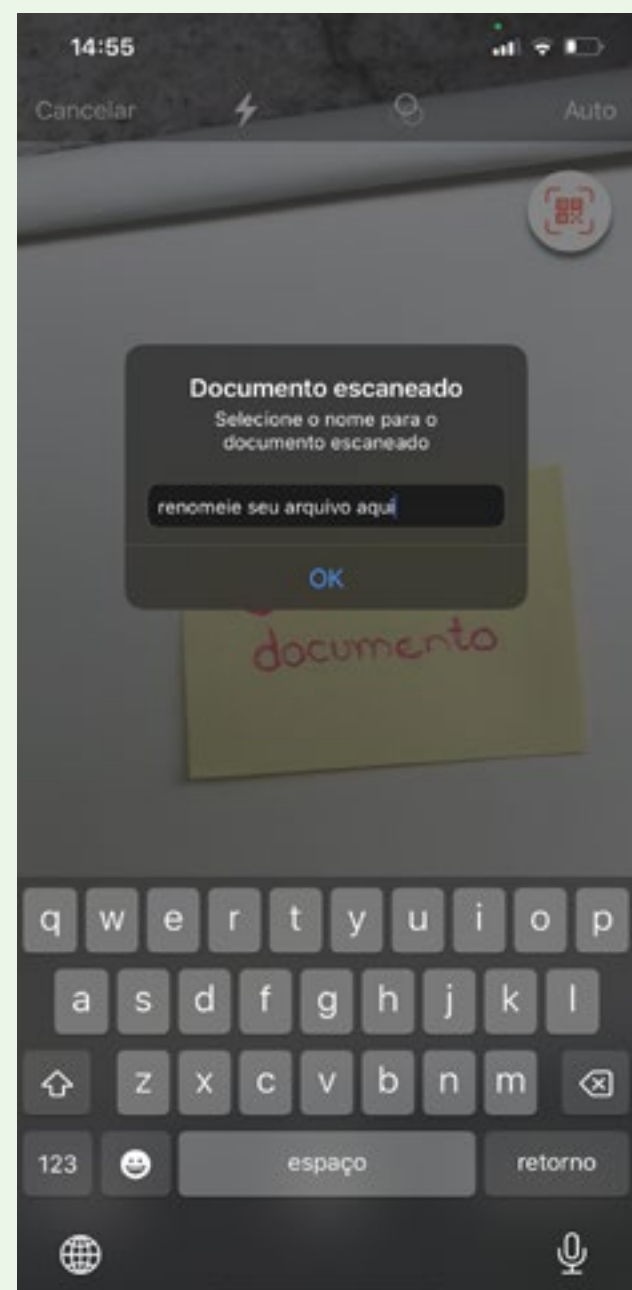 14:55
Cancelar
Auto
Documento escaneado
Selecione o nome para o
documento escaneado
renomeie seu arquivo aqui
OK
documento
q w e r t y u i o p
a s d f g h j k l
z x c v b n m
123 espaço retorno